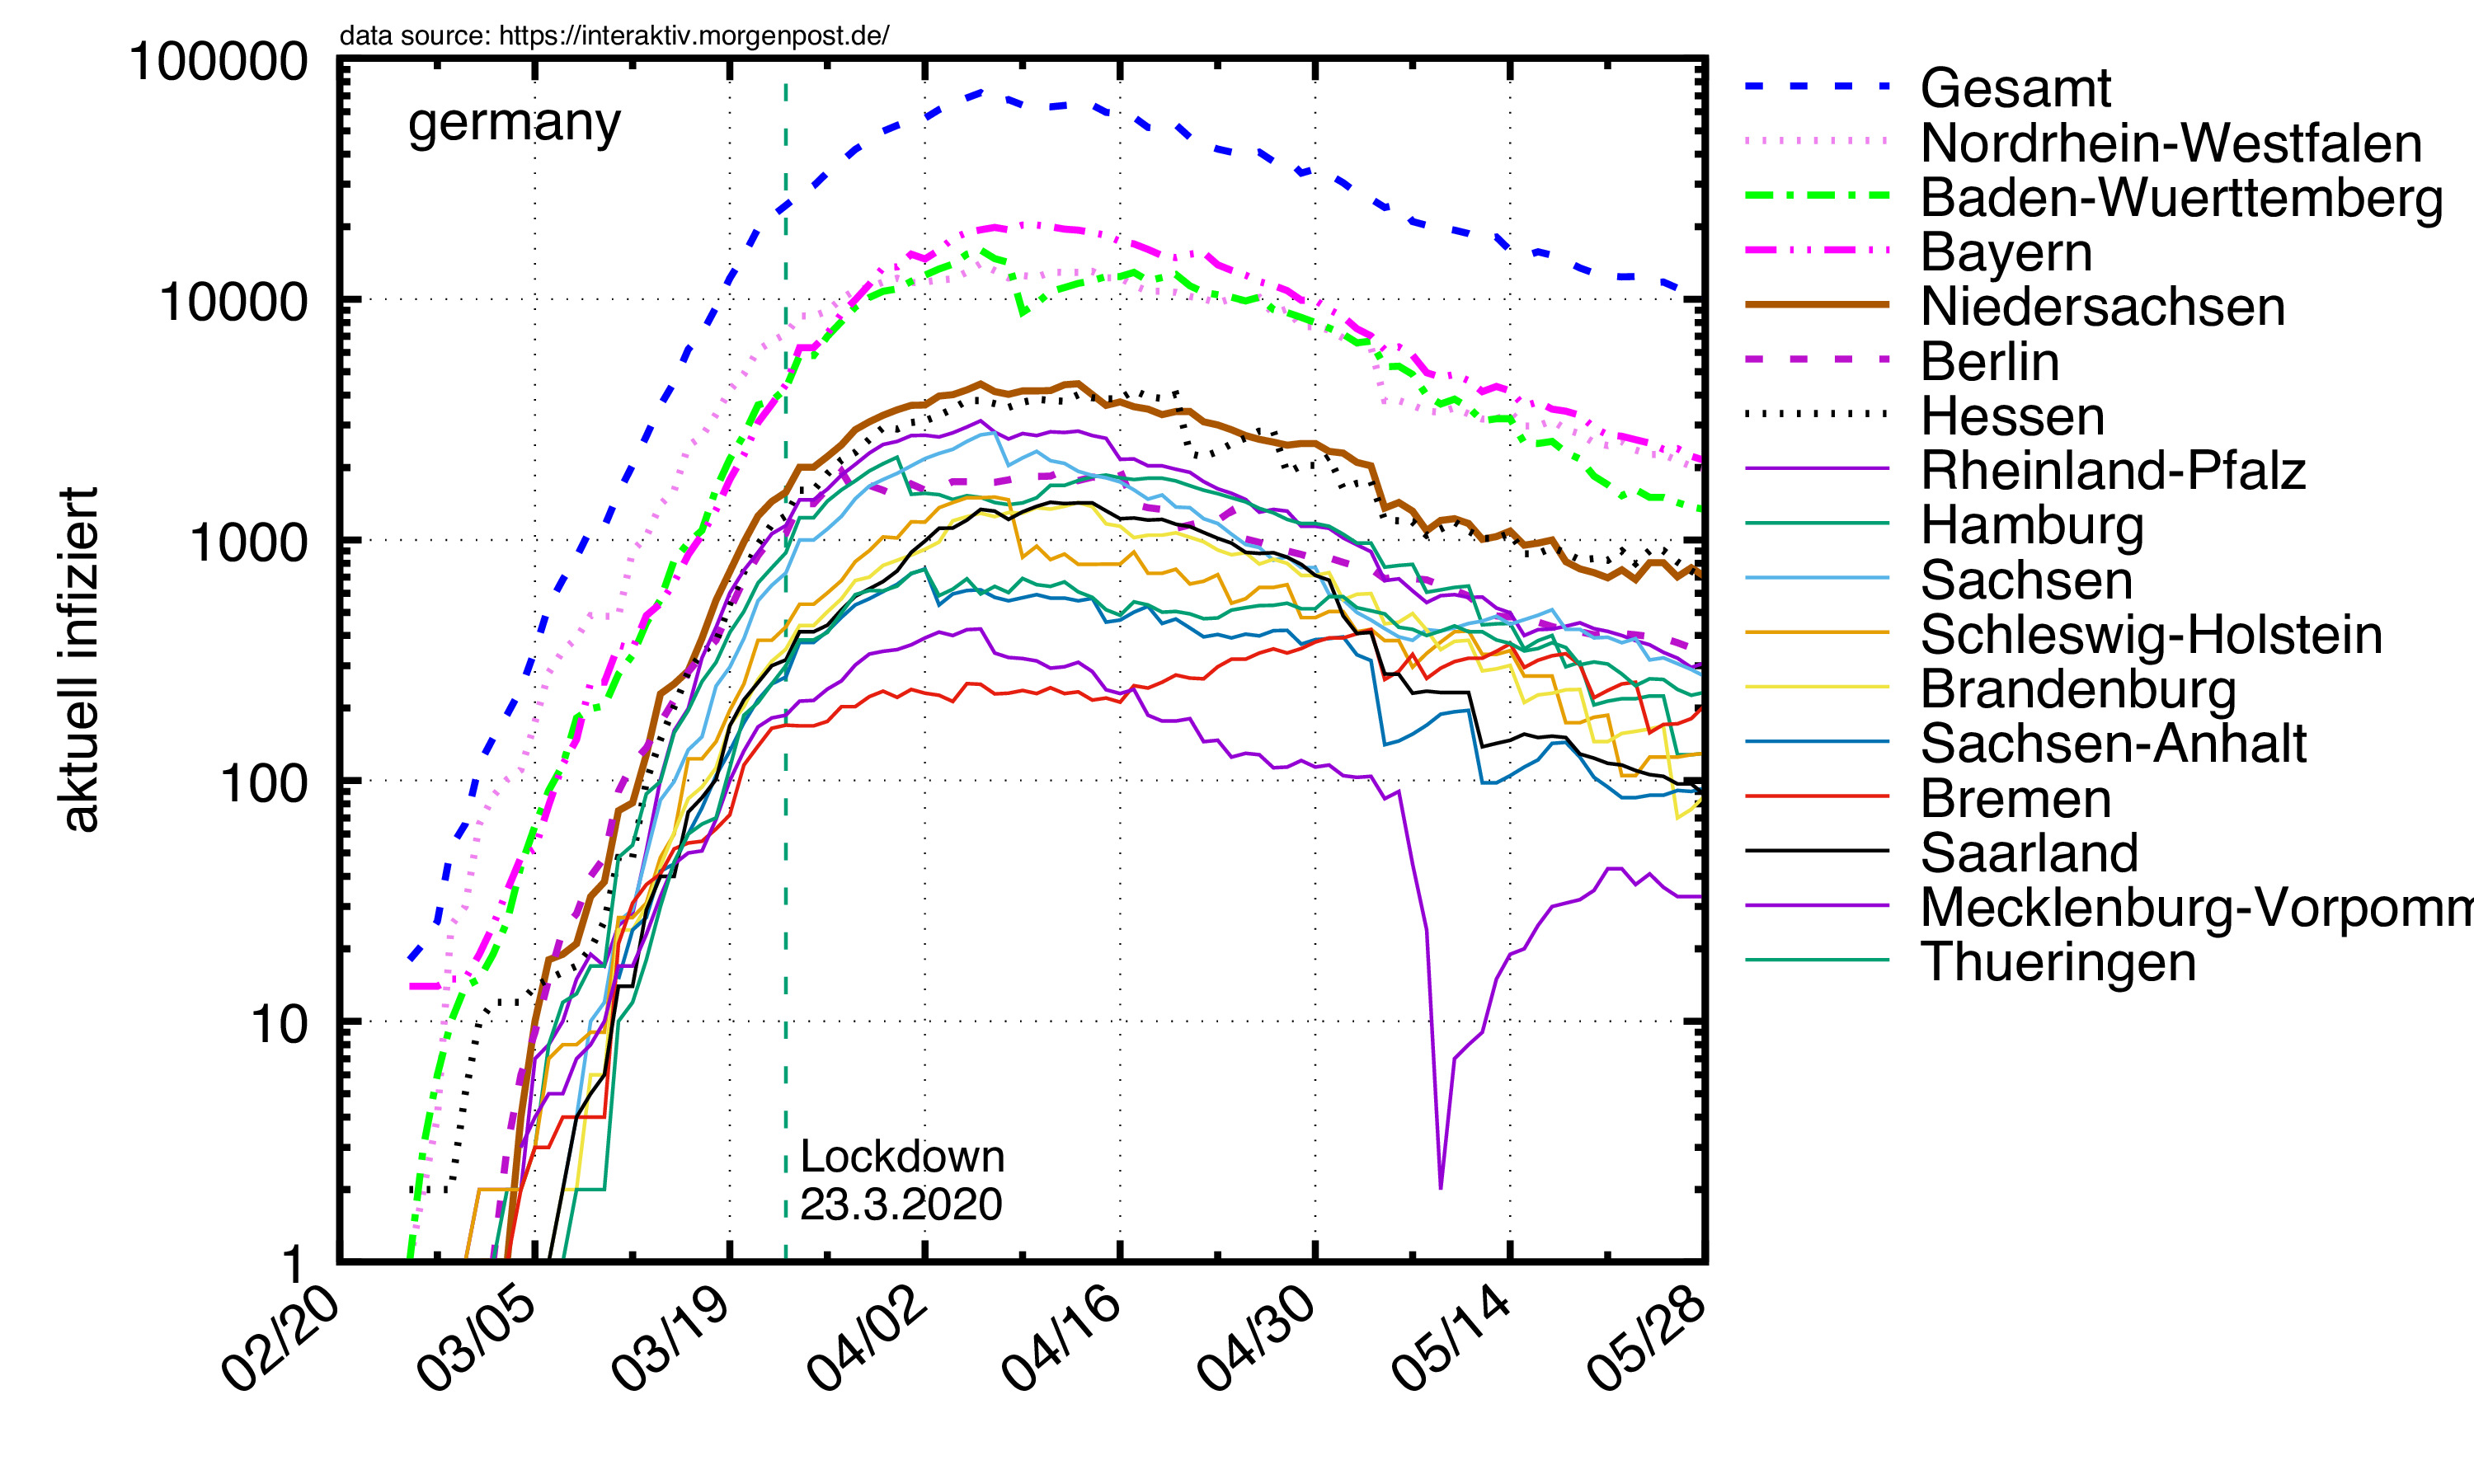 data source: https://interaktiv.morgenpost.de/
germany
aktuell infiziert
100000
10000
1000
100
10
1
02/20
03/05
03/19
04/02
04/16
04/30
05/14
05/28
Lockdown
23.3.2020
Gesamt
Nordrhein-Westfalen
Baden-Wuerttemberg
Bayern
Niedersachsen
Berlin
Hessen
Rheinland-Pfalz
Hamburg
Sachsen
Schleswig-Holstein
Brandenburg
Sachsen-Anhalt
Bremen
Saarland
Mecklenburg-Vorpomm
Thueringen